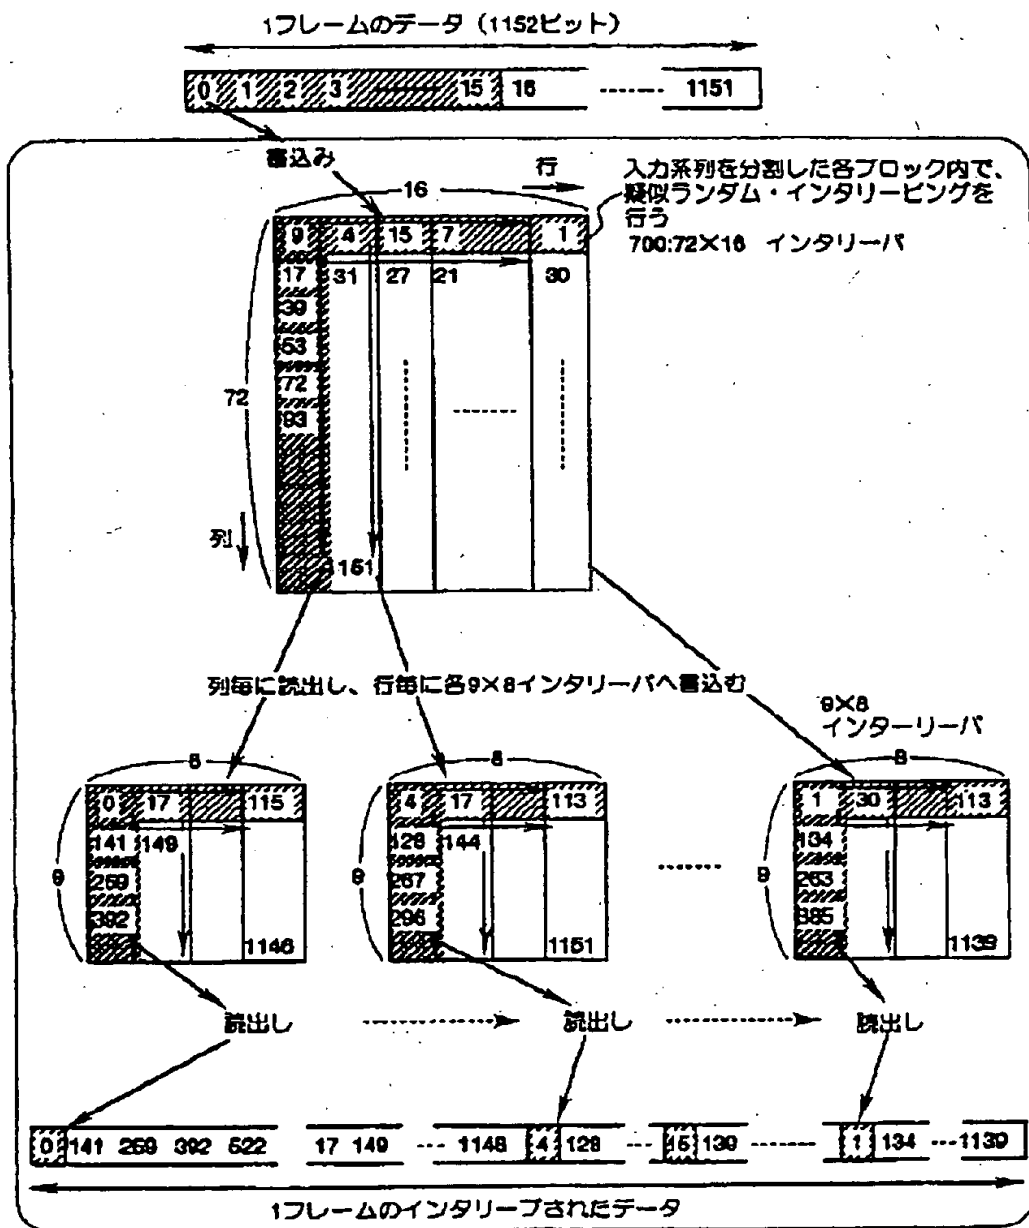 1フレームのデータ(1152ビット)
0 1 2 3 15 16 1151
書込み
行
16
入力系列を分割した各ブロック内で、
疑似ランダム・インタリービングを
行う
700:72×16 インタリーバ
9 4 15 7 1
17 31 27 21 30
39
53
72
93
72
列
1151
列毎に読出し、行毎に各9×8インタリーバへ書込む
9×8
インターリーバ
8 8 8
0 17 115
141 149
259
392
1146
9
4 17 113
128 144
267
296
1151
9
1 30 113
134
263
385
1139
9
読出し 読出し 読出し
0 141 259 392 522 17 149 1148 4 128 15 139 1 134 1139
1フレームのインタリーブされたデータ